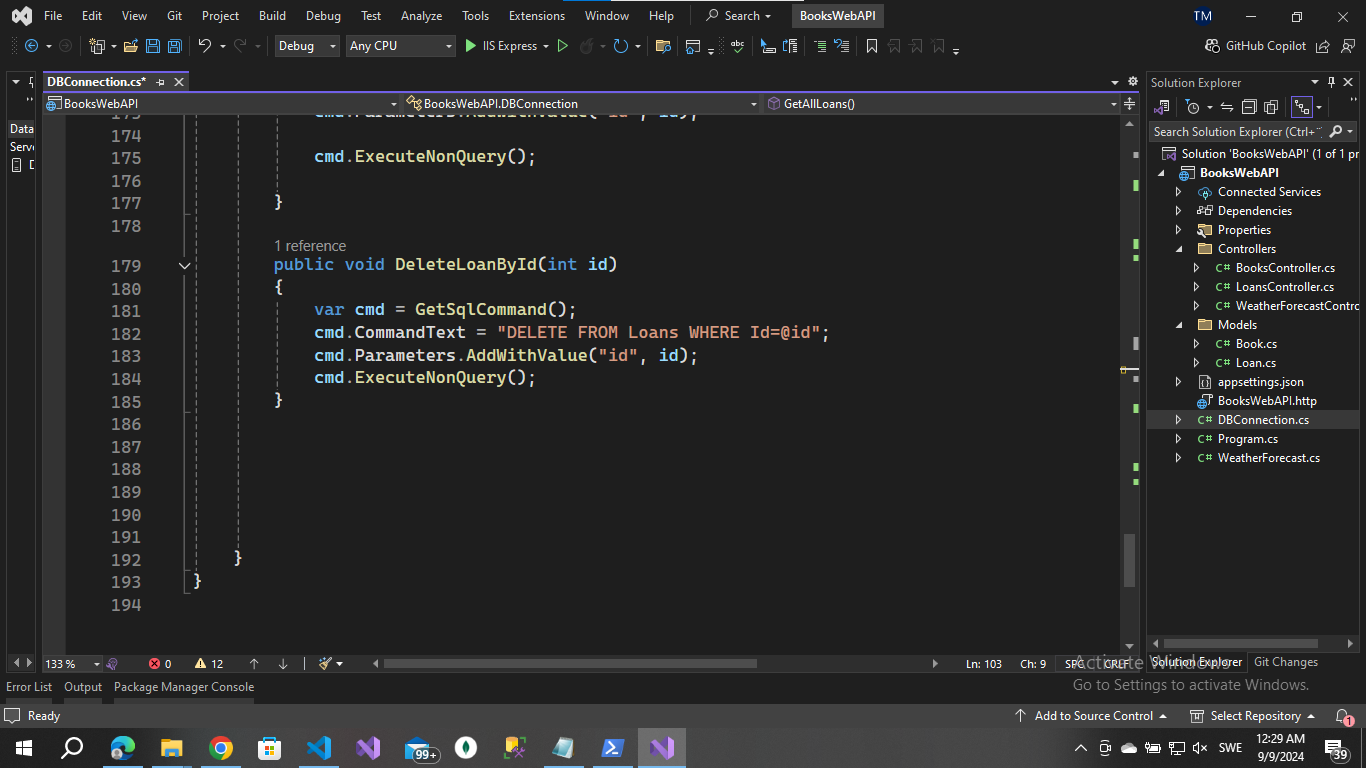 File Edit View Git Project Build Debug Test Analyze Tools Extensions Window Help Search BooksWebAPI TM
Debug Any CPU IIS Express GitHub Copilot
DBConnection.cs*
BooksWebAPI BooksWebAPI.DBConnection GetAllLoans()
173 cmd.Parameters.AddWithValue("id", id);
174
175 cmd.ExecuteNonQuery();
176
177 }
178
1 reference
179 public void DeleteLoanById(int id)
180 {
181 var cmd = GetSqlCommand();
182 cmd.CommandText = "DELETE FROM Loans WHERE Id=@id";
183 cmd.Parameters.AddWithValue("id", id);
184 cmd.ExecuteNonQuery();
185 }
186
187
188
189
190
191
192 }
193 }
194
133 % 0 12 Ln: 103 Ch: 9 SPC CRLF
Data
Serv
D
Solution Explorer
Search Solution Explorer (Ctrl+
Solution 'BooksWebAPI' (1 of 1 pr
BooksWebAPI
Connected Services
Dependencies
Properties
Controllers
C# BooksController.cs
C# LoansController.cs
C# WeatherForecastContro
Models
C# Book.cs
C# Loan.cs
appsettings.json
BooksWebAPI.http
C# DBConnection.cs
C# Program.cs
C# WeatherForecast.cs
Solution Explorer Git Changes
Activate Windows
Go to Settings to activate Windows.
Error List Output Package Manager Console
Ready Add to Source Control Select Repository 1
99+ SWE 12:29 AM
9/9/2024 39